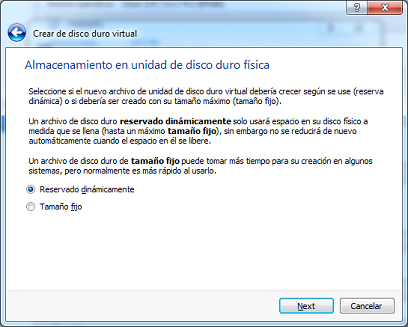 Crear de disco duro virtual
Almacenamiento en unidad de disco duro física
Seleccione si el nuevo archivo de unidad de disco duro virtual debería crecer según se use (reserva
dinámica) o si debería ser creado con su tamaño máximo (tamaño fijo).
Un archivo de disco duro reservado dinámicamente solo usará espacio en su disco físico a
medida que se llena (hasta un máximo tamaño fijo), sin embargo no se reducirá de nuevo
automáticamente cuando el espacio en él se libere.
Un archivo de disco duro de tamaño fijo puede tomar más tiempo para su creación en algunos
sistemas, pero normalmente es más rápido al usarlo.
Reservado dinámicamente
Tamaño fijo
Next
Cancelar